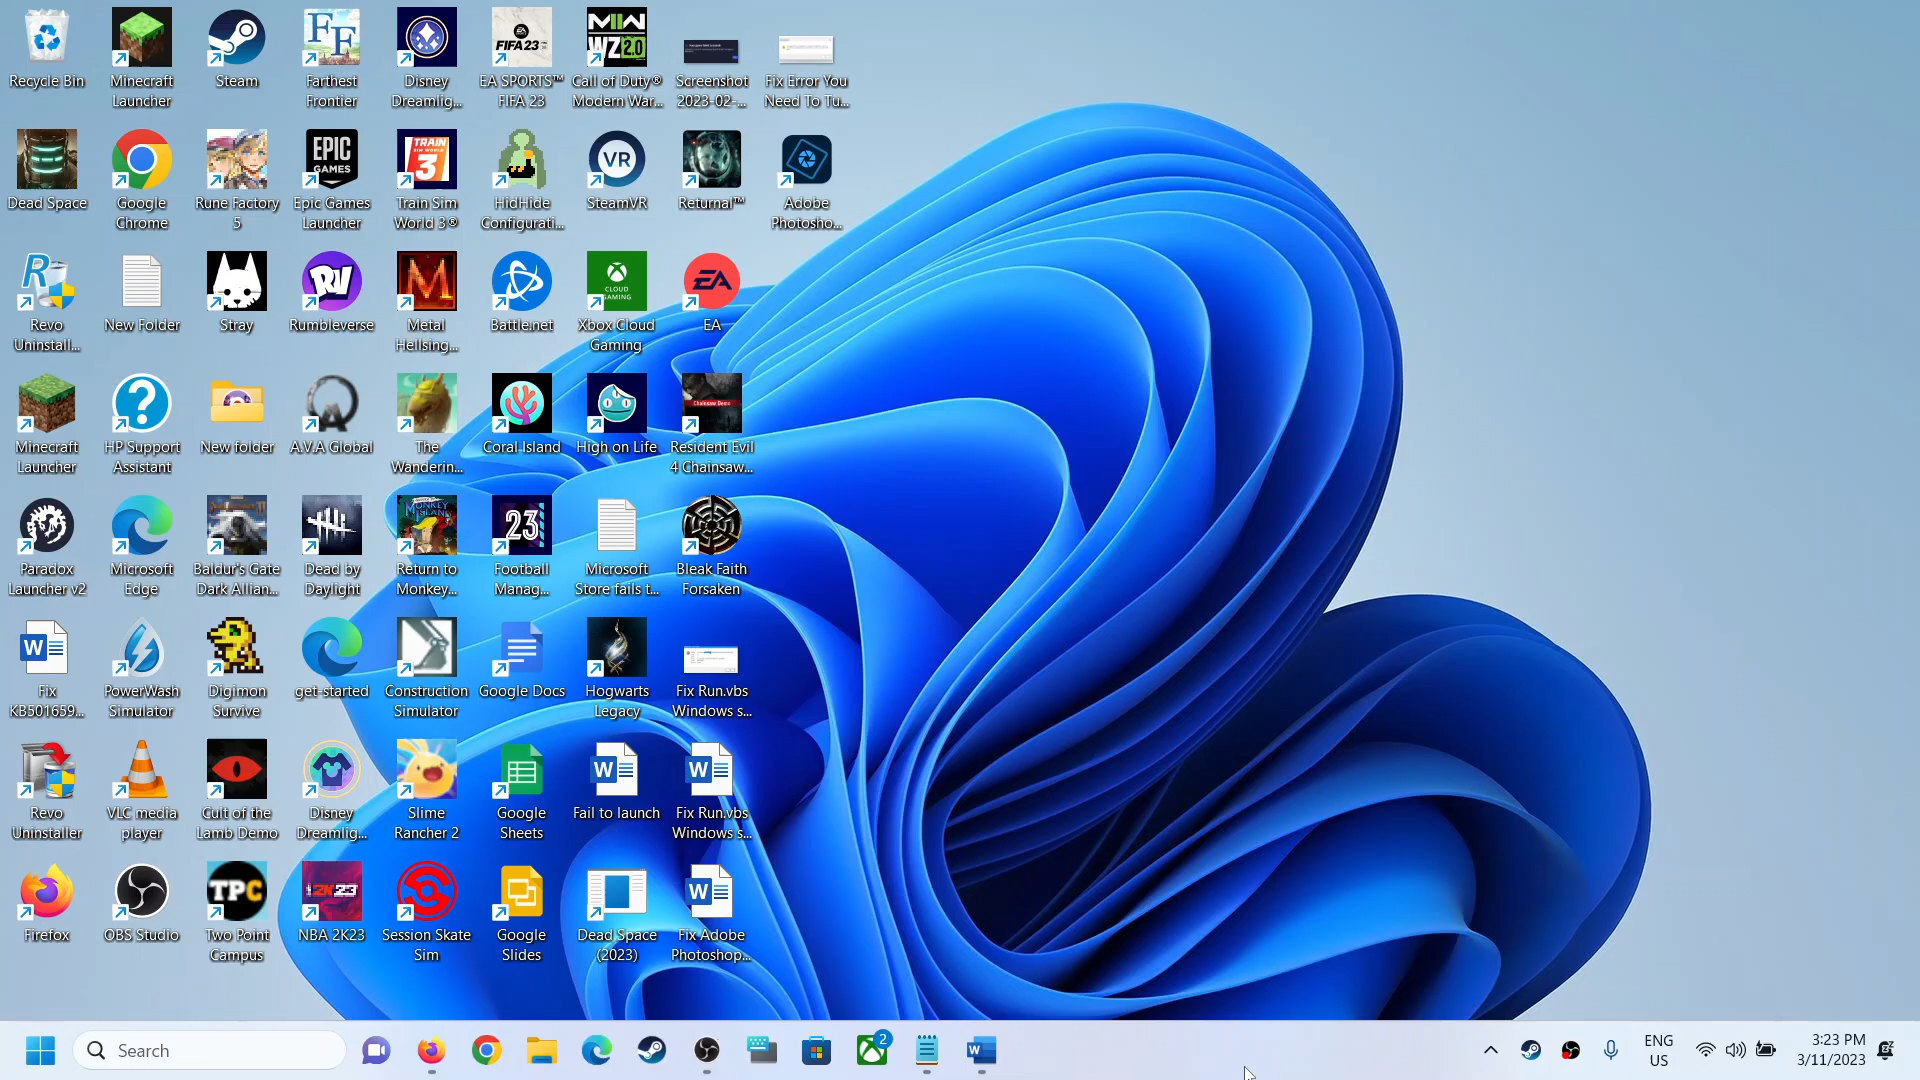 Recycle Bin
Minecraft
Launcher
Steam
Farthest
Frontier
Disney
Dreamlig...
EA SPORTS™
FIFA 23
Call of Duty®
Modern War...
Screenshot
2023-02-...
Fix Error You
Need To Tu...
Dead Space
Google
Chrome
Rune Factory
5
Epic Games
Launcher
Train Sim
World 3®
HidHide
Configurati...
SteamVR
Returnal™
Adobe
Photosho...
Revo
Uninstall...
New Folder
Stray
Rumbleverse
Metal
Hellsing...
Battle.net
Xbox Cloud
Gaming
EA
Minecraft
Launcher
HP Support
Assistant
New folder
A.V.A Global
The
Wanderin...
Coral Island
High on Life
Resident Evil
4 Chainsaw...
Paradox
Launcher v2
Microsoft
Edge
Baldur's Gate
Dark Allian...
Dead by
Daylight
Return to
Monkey...
Football
Manag...
Microsoft
Store fails t...
Bleak Faith
Forsaken
Fix
KB501659...
PowerWash
Simulator
Digimon
Survive
get-started
Construction
Simulator
Google Docs
Hogwarts
Legacy
Fix Run.vbs
Windows s...
Revo
Uninstaller
VLC media
player
Cult of the
Lamb Demo
Disney
Dreamlig...
Slime
Rancher 2
Google
Sheets
Fail to launch
Fix Run.vbs
Windows s...
Firefox
OBS Studio
Two Point
Campus
NBA 2K23
Session Skate
Sim
Google
Slides
Dead Space
(2023)
Fix Adobe
Photoshop...
Search
2
ENG
US
3:23 PM
3/11/2023